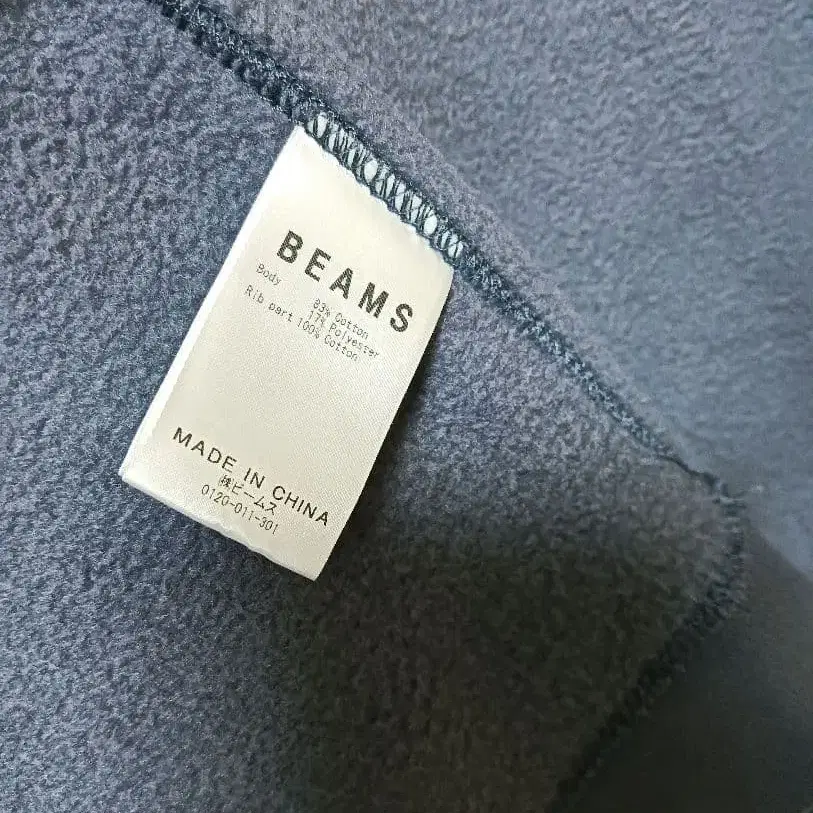 BEAMS
Body 83% Cotton
17% Polyester
Rib part 100% Cotton
MADE IN CHINA
㈱ビームス
0120-011-301